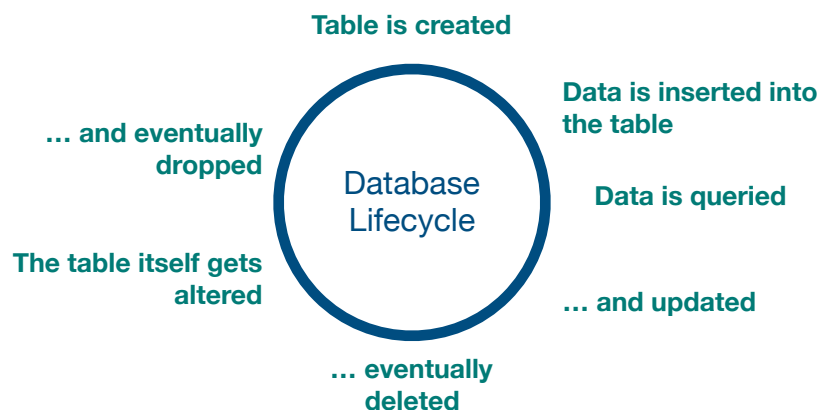 Table is created
Data is inserted into
the table
Data is queried
… and updated
… eventually
deleted
The table itself gets
altered
… and eventually
dropped
Database
Lifecycle